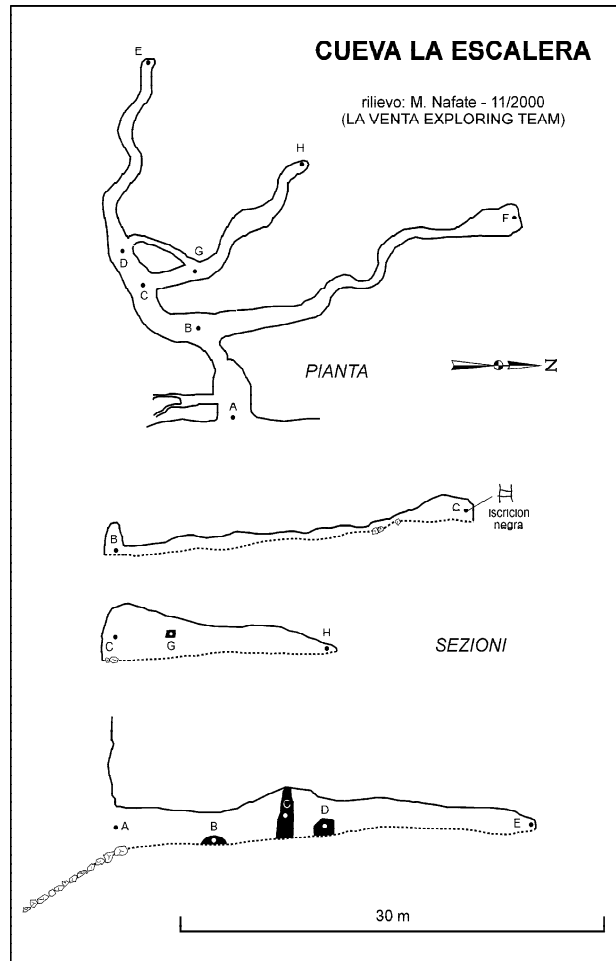 CUEVA LA ESCALERA
rilievo: M. Nafate - 11/2000
(LA VENTA EXPLORING TEAM)
E
H
F
G
D
C
B
A
PIANTA
N
B
C
iscricion
negra
C
G
H
SEZIONI
A
B
C
D
E
30 m